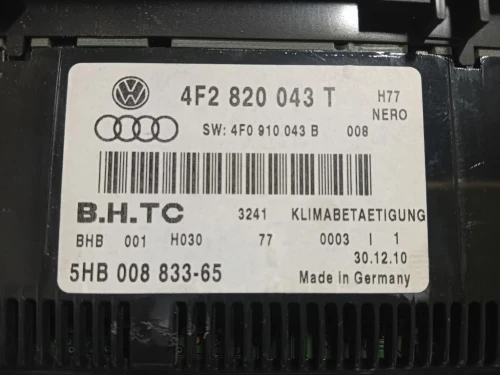 4F2 820 043 T H77
NERO
SW: 4F0 910 043 B 008
B.H.TC 3241 KLIMABETAETIGUNG
BHB 001 H030 77 0003 I 1
30.12.10
5HB 008 833-65 Made in Germany